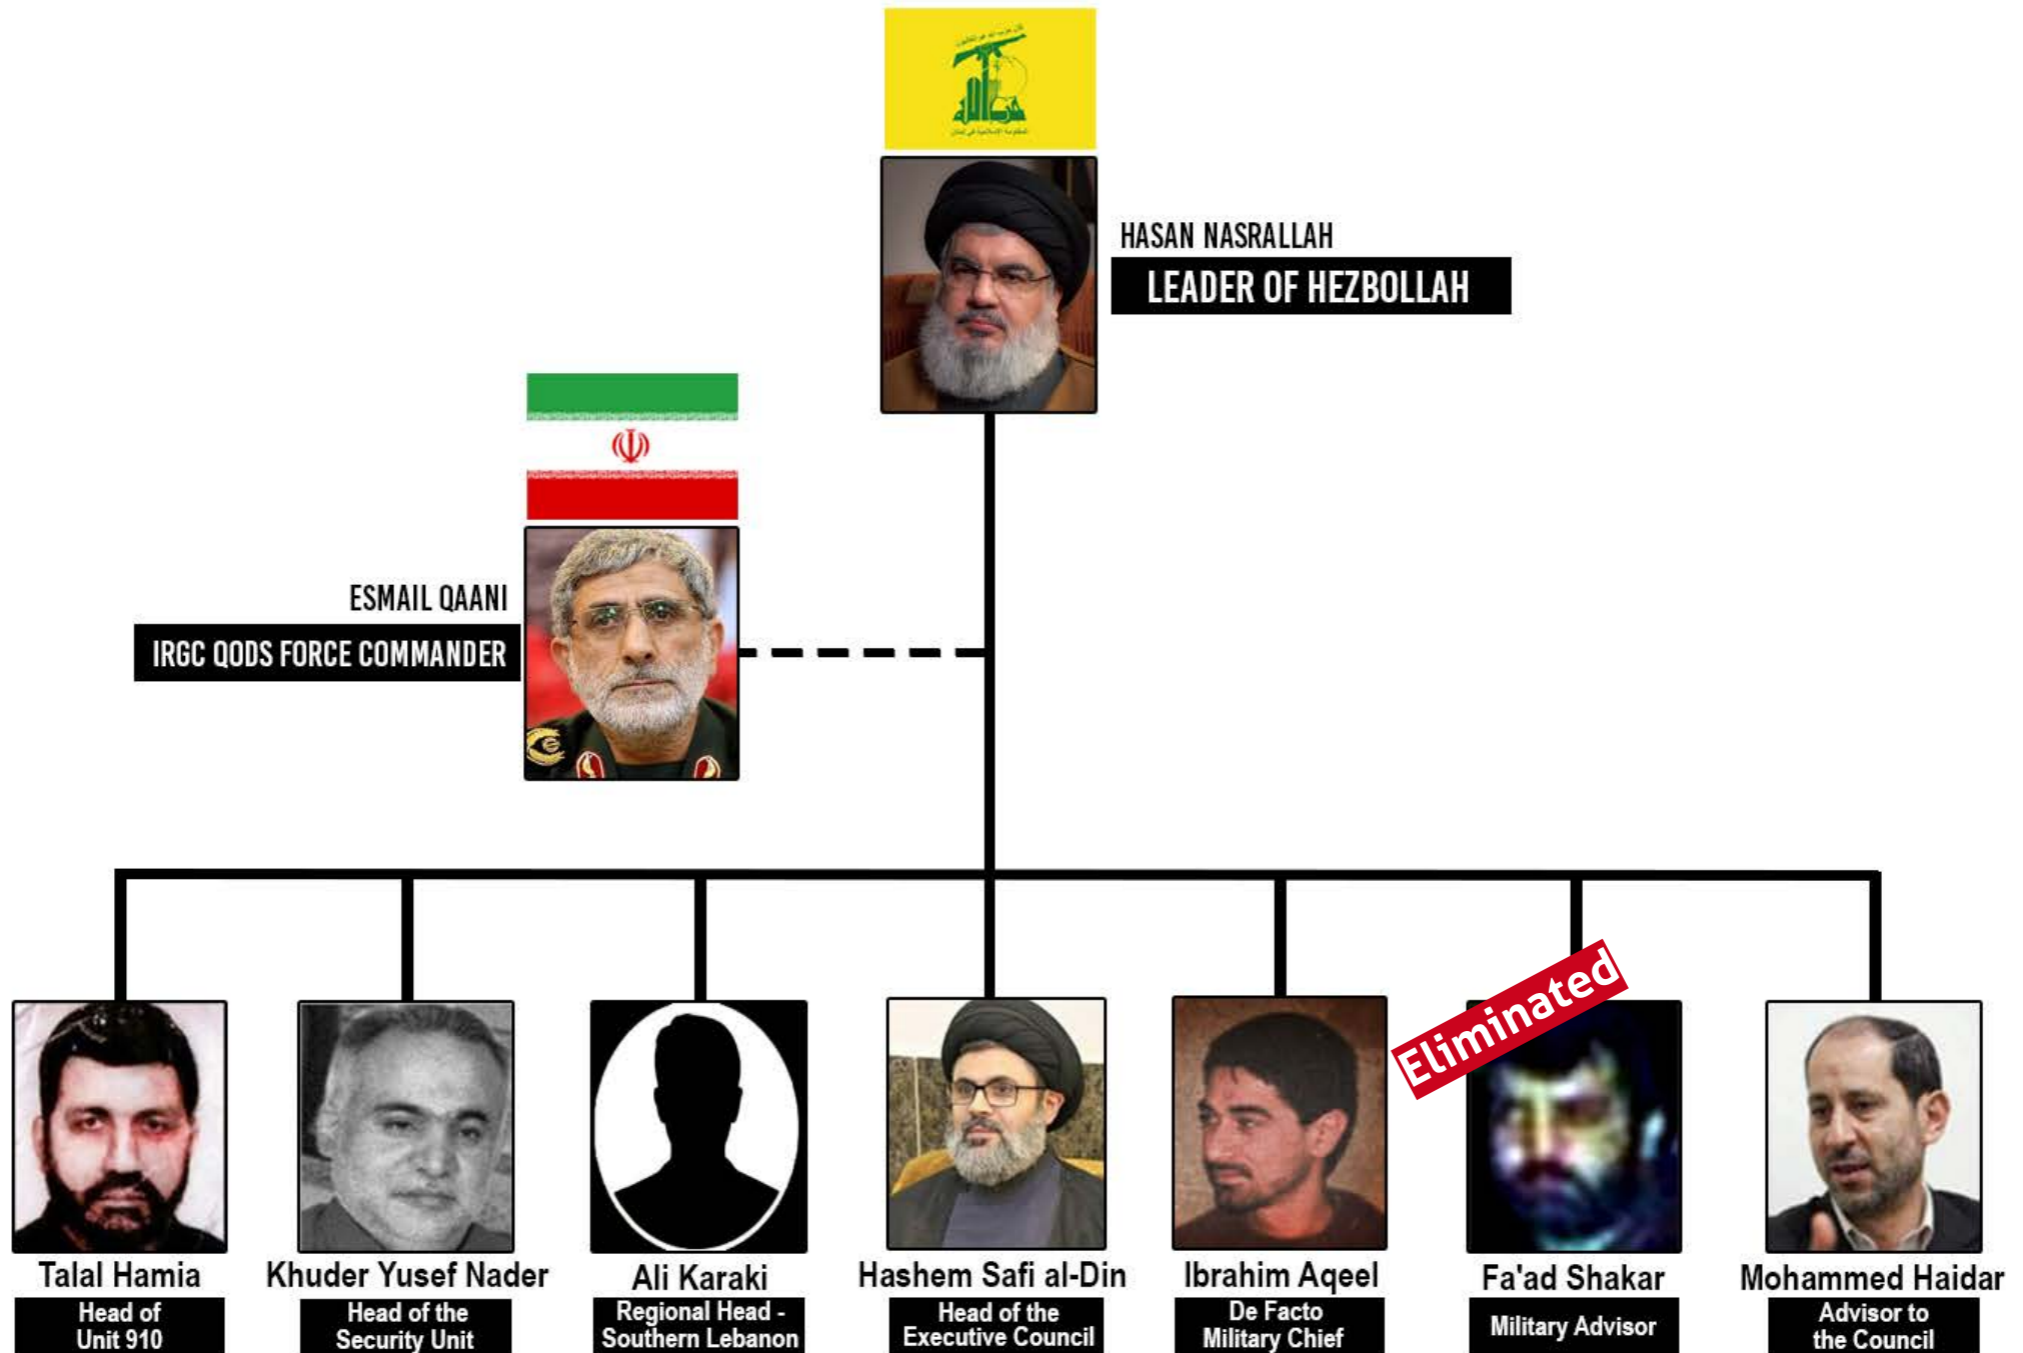 HASAN NASRALLAH
LEADER OF HEZBOLLAH
ESMAIL QAANI
IRGC QODS FORCE COMMANDER
Eliminated
Talal Hamia
Head of
Unit 910
Khuder Yusef Nader
Head of the
Security Unit
Ali Karaki
Regional Head -
Southern Lebanon
Hashem Safi al-Din
Head of the
Executive Council
Ibrahim Aqeel
De Facto
Military Chief
Fa'ad Shakar
Military Advisor
Mohammed Haidar
Advisor to
the Council